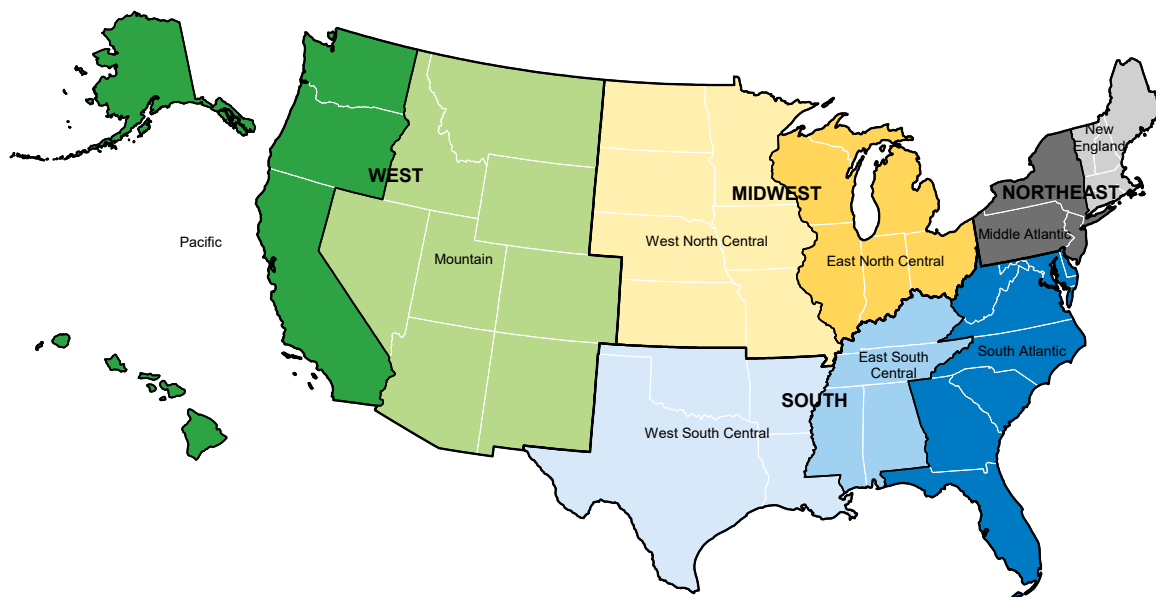 New
England
WEST
MIDWEST
NORTHEAST
Pacific
West North Central
Middle Atlantic
Mountain
East North Central
East South
Central
South Atlantic
SOUTH
West South Central